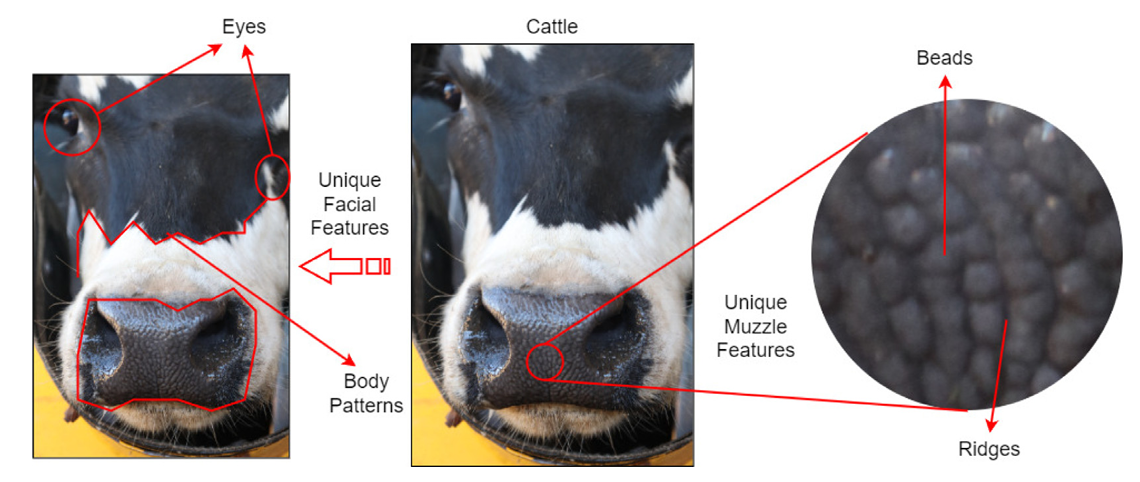 Eyes
Cattle
Beads
Unique
Facial
Features
Unique
Muzzle
Features
Body
Patterns
Ridges